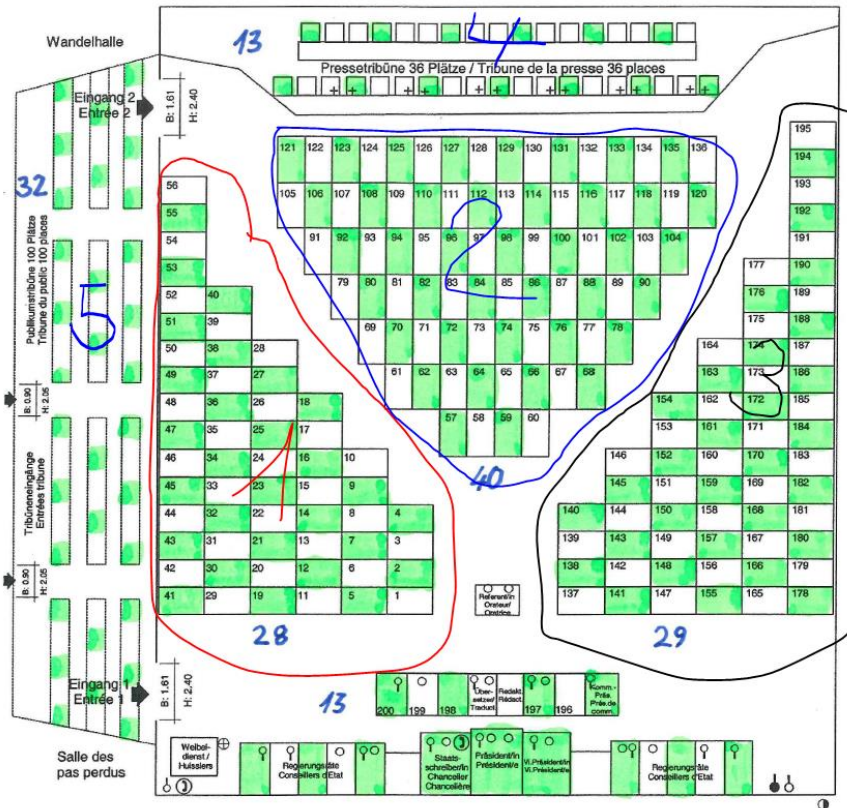 Wandelhalle
13
4
Pressetribüne 36 Plätze / Tribune de la presse 36 places
Eingang 2
Entrée 2
B: 1.61
H: 2.40
32
Publikumstribüne 100 Plätze
Tribune du public 100 places
5
B: 0.90
H: 2.05
Tribüneneingänge
Entrées tribune
B: 0.90
H: 2.05
Eingang 1
Entrée 1
B: 1.61
H: 2.40
Salle des
pas perdus
56
55
54
53
52 40
51 39
50 38 28
49 37 27
48 36 26 18
47 35 25 17
46 34 24 16 10
45 33 23 15 9
44 32 22 14 8 4
43 31 21 13 7 3
42 30 20 12 6 2
41 29 19 11 5 1
1
28
121 122 123 124 125 126 127 128 129 130 131 132 133 134 135 136
105 106 107 108 109 110 111 112 113 114 115 116 117 118 119 120
91 92 93 94 95 96 97 98 99 100 101 102 103 104
79 80 81 82 83 84 85 86 87 88 89 90
69 70 71 72 73 74 75 76 77 78
61 62 63 64 65 66 67 68
57 58 59 60
2
40
195
194
193
192
191
177 190
176 189
175 188
164 174 187
163 173 186
154 162 172 185
153 161 171 184
146 152 160 170 183
145 151 159 169 182
140 144 150 158 168 181
139 143 149 157 167 180
138 142 148 156 166 179
137 141 147 155 165 178
3
29
Referent/in
Orateur/
Oratrice
13
200 199 198
Über-
setzer/
Traduct.
Redakt.
Rédact.
197 196
Komm.-
Präs.
Prés. de
comm.
Weibel-
dienst /
Huissiers
Regierungsräte
Conseillers d'Etat
Staats-
schreiber/in
Chancelier
Chancelière
Präsident/in
Président/e
Vi.Präsident/in
Vi.Président/e
Regierungsräte
Conseillers d'Etat